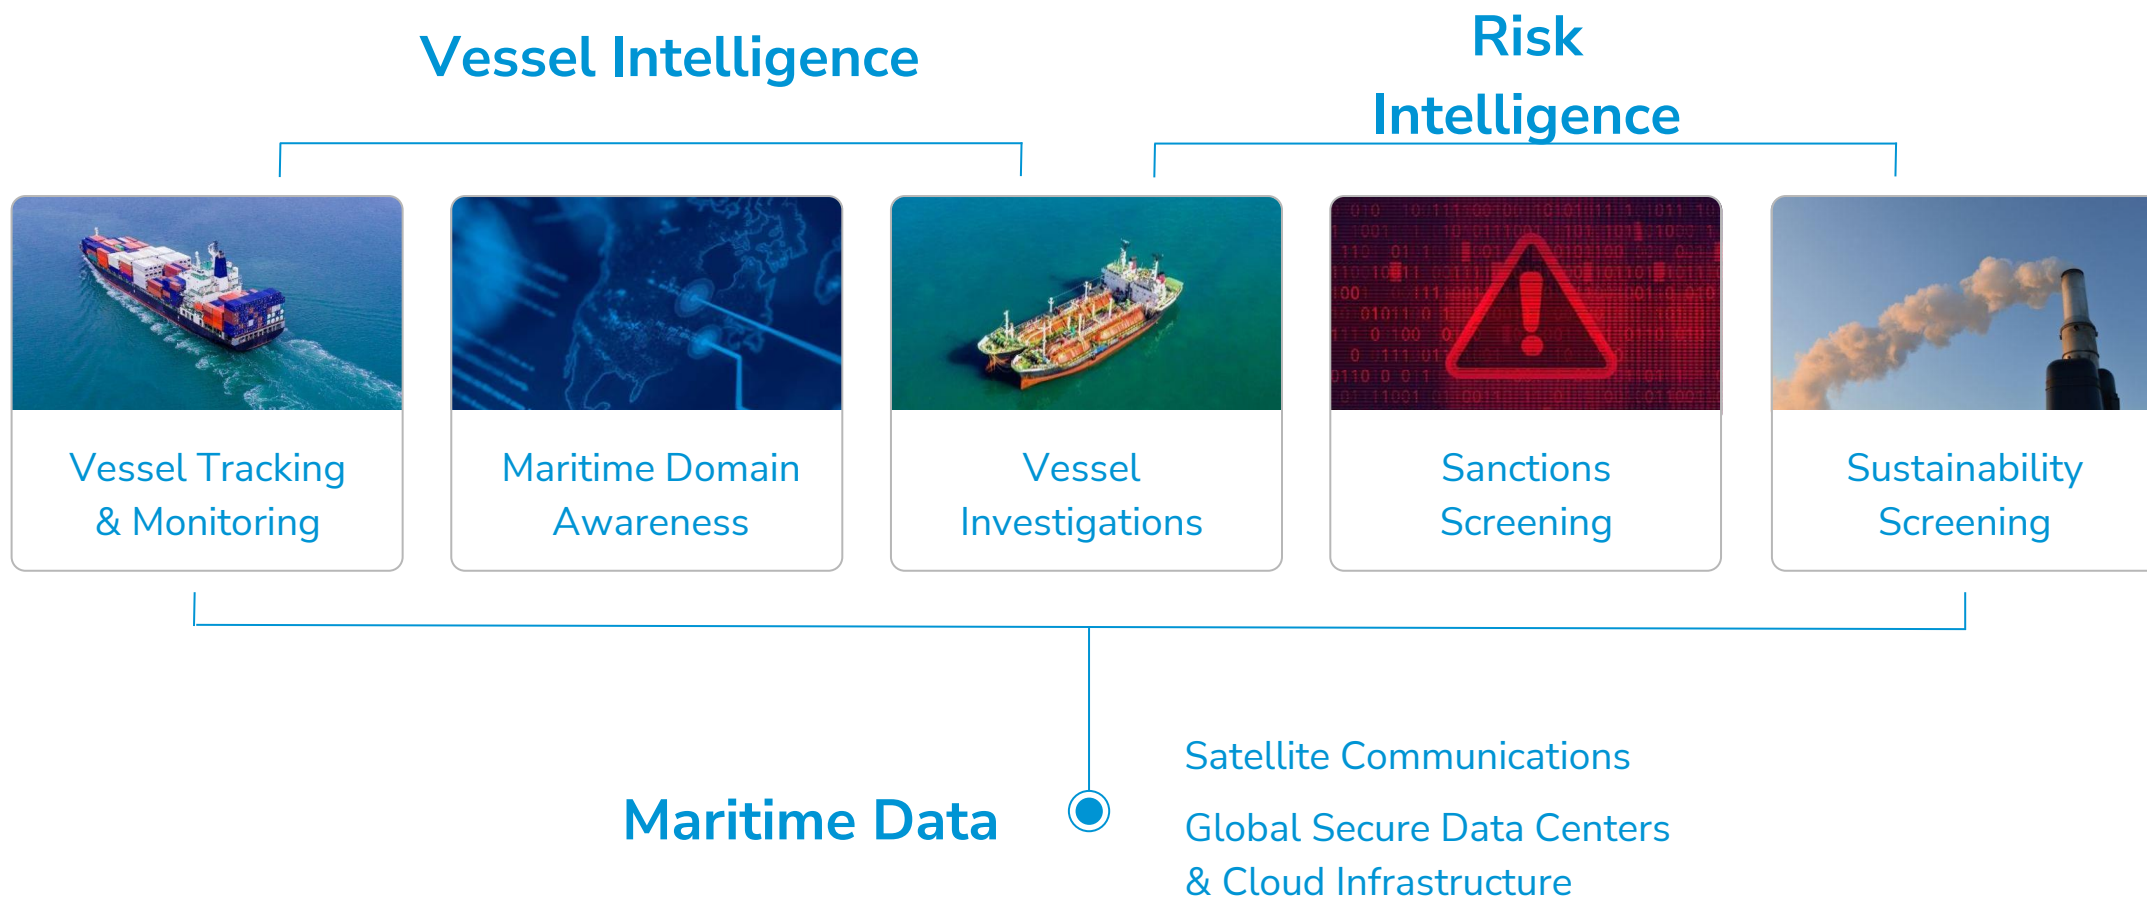 Vessel Intelligence
Risk
Intelligence
Vessel Tracking
& Monitoring
Maritime Domain
Awareness
Vessel
Investigations
Sanctions
Screening
Sustainability
Screening
Maritime Data
Satellite Communications
Global Secure Data Centers
& Cloud Infrastructure